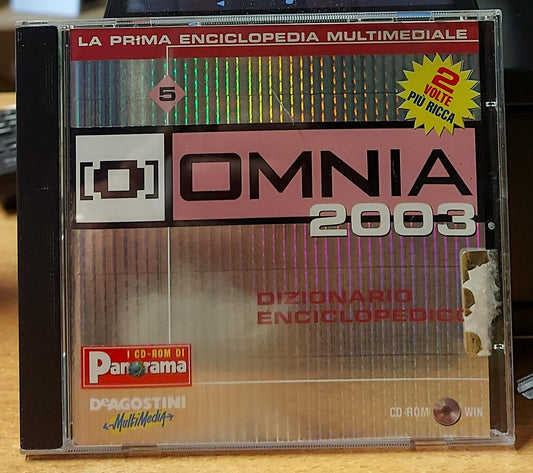 LA PRIMA ENCICLOPEDIA MULTIMEDIALE
5
2
VOLTE
PIÙ RICCA
[O] OMNIA
2003
DIZIONARIO
ENCICLOPEDICO
I CD-ROM DI
Panorama
DeAGOSTINI
MultiMedia
CD-ROM WIN